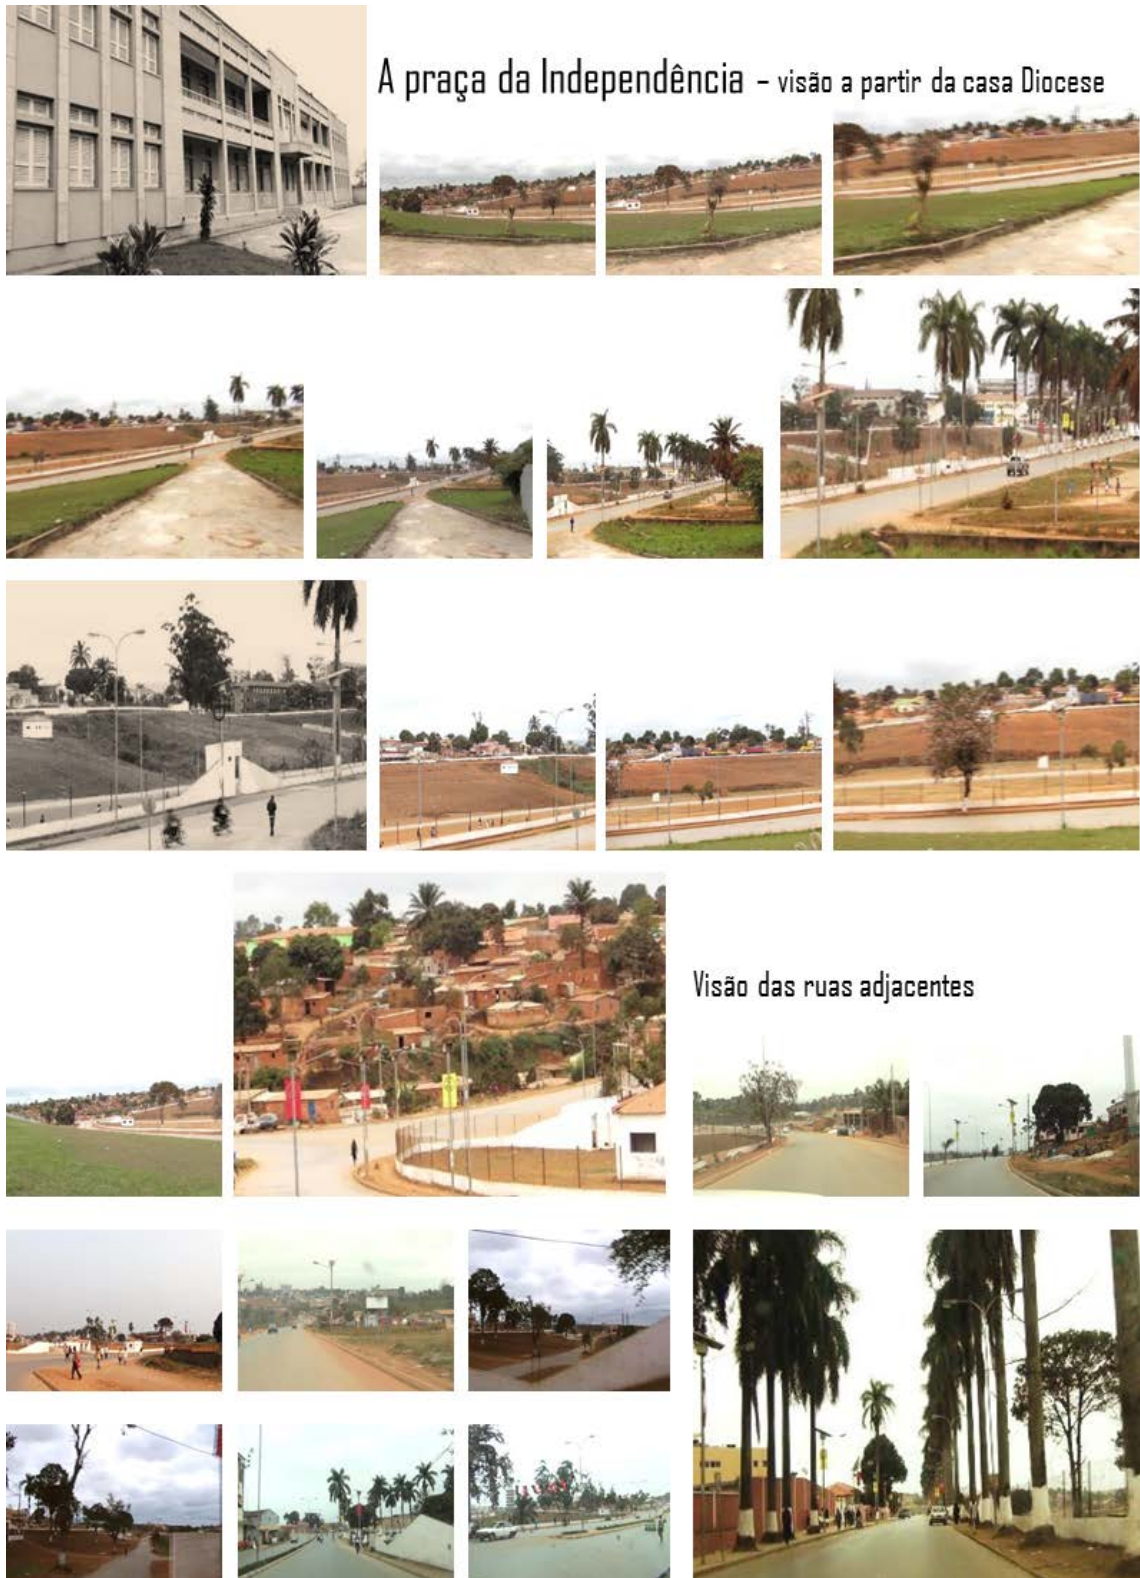 A praça da Independência – visão a partir da casa Diocese
Visão das ruas adjacentes